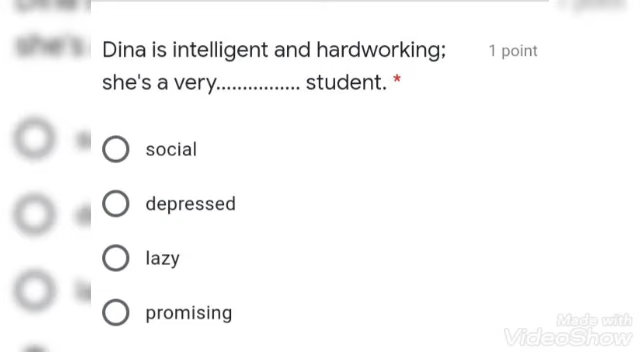 Dina is intelligent and hardworking;
1 point
she's a very................ student. *
social
depressed
lazy
promising
Made with
VideoShow